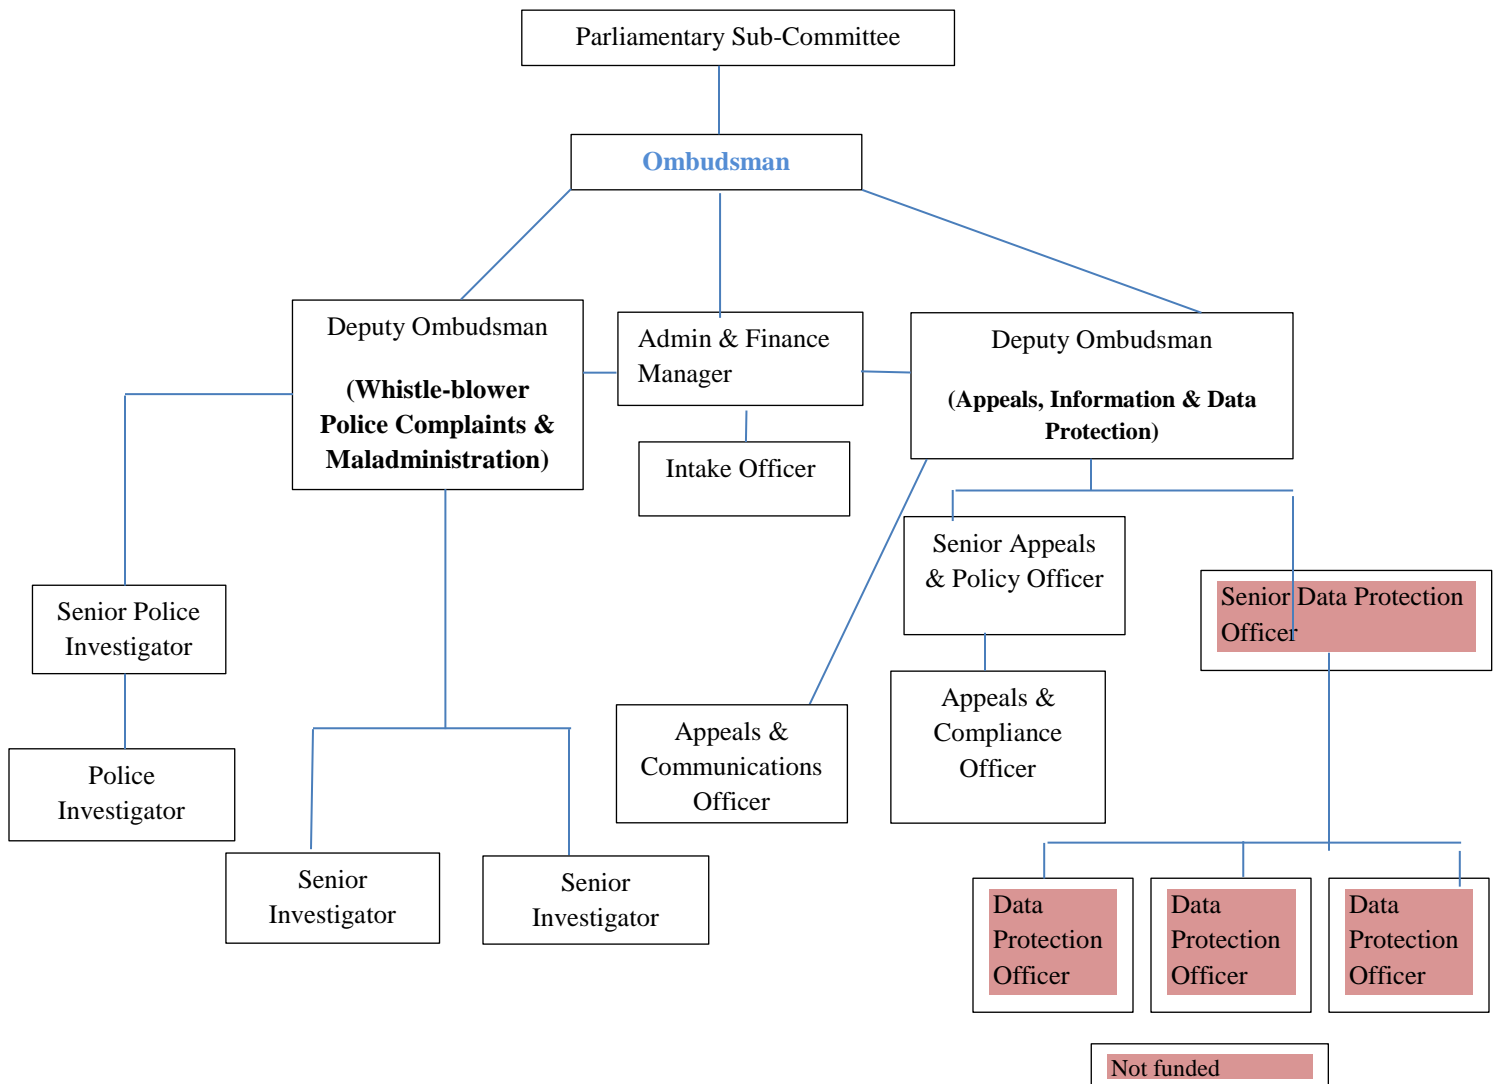 Parliamentary Sub-Committee
Ombudsman
Deputy Ombudsman
(Whistle-blower
Police Complaints &
Maladministration)
Admin & Finance
Manager
Deputy Ombudsman
(Appeals, Information & Data
Protection)
Intake Officer
Senior Appeals
& Policy Officer
Senior Data Protection
Officer
Senior Police
Investigator
Appeals &
Compliance
Officer
Appeals &
Communications
Officer
Police
Investigator
Senior
Investigator
Senior
Investigator
Data
Protection
Officer
Data
Protection
Officer
Data
Protection
Officer
Not funded